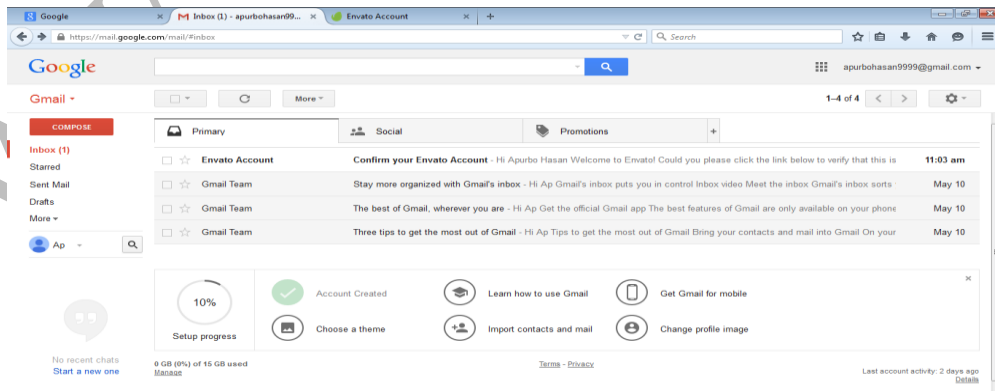 Google
Inbox (1) - apurbohasan99...
Envato Account
https://mail.google.com/mail/#inbox
Search
Google
apurbohasan9999@gmail.com
Gmail
More
1–4 of 4
COMPOSE
Primary
Social
Promotions
Inbox (1)
Starred
Sent Mail
Drafts
More
Ap
Envato Account Confirm your Envato Account - Hi Apurbo Hasan Welcome to Envato! Could you please click the link below to verify that this is 11:03 am
Gmail Team Stay more organized with Gmail's inbox - Hi Ap Gmail's inbox puts you in control Inbox video Meet the inbox Gmail's inbox sorts May 10
Gmail Team The best of Gmail, wherever you are - Hi Ap Get the official Gmail app The best features of Gmail are only available on your phone May 10
Gmail Team Three tips to get the most out of Gmail - Hi Ap Tips to get the most out of Gmail Bring your contacts and mail into Gmail On your May 10
10%
Setup progress
Account Created
Learn how to use Gmail
Get Gmail for mobile
Choose a theme
Import contacts and mail
Change profile image
No recent chats
Start a new one
0 GB (0%) of 15 GB used
Manage
Terms - Privacy
Last account activity: 2 days ago
Details